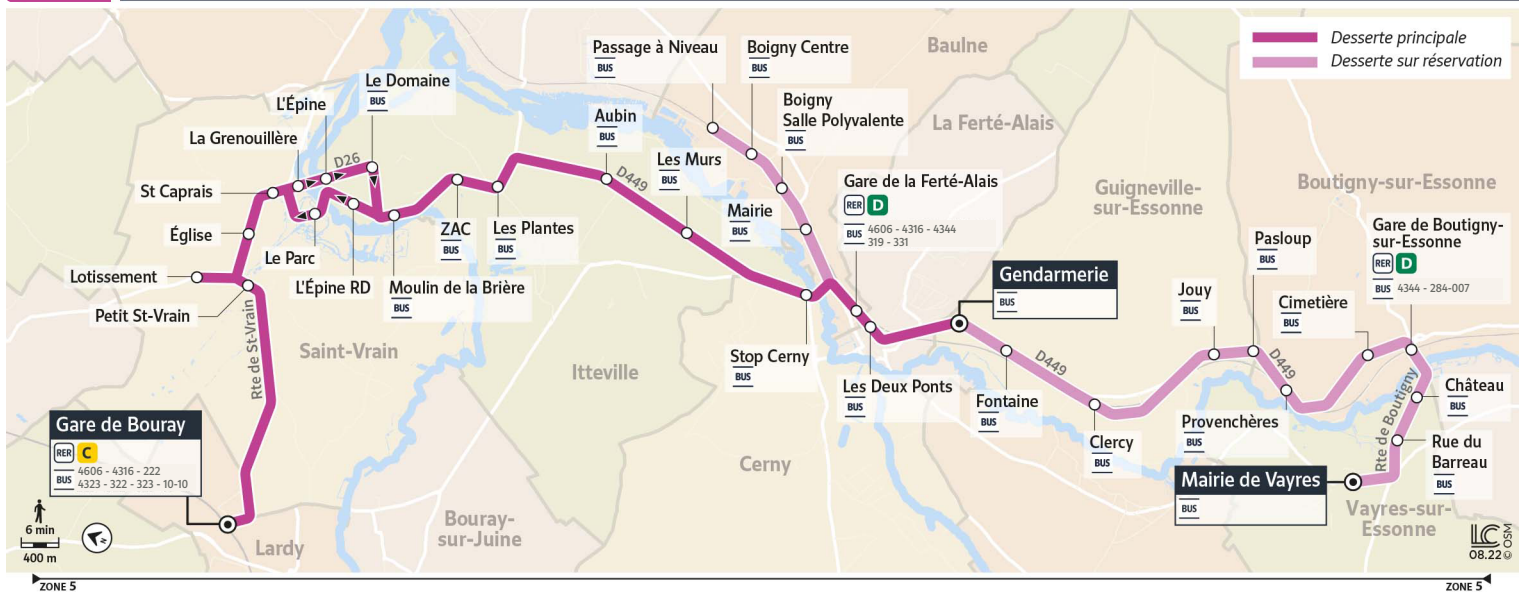 Desserte principale
Desserte sur réservation
Baulne
La Ferté-Alais
Guigneville-
sur-Essonne
Boutigny-sur-Essonne
Passage à Niveau
BUS
Boigny Centre
BUS
Boigny
Salle Polyvalente
BUS
Le Domaine
BUS
L'Épine
La Grenouillère
D26
St Caprais
Église
Lotissement
Petit St-Vrain
Le Parc
L'Épine RD
Moulin de la Brière
BUS
ZAC
BUS
Les Plantes
BUS
Aubin
BUS
D449
Les Murs
BUS
Mairie
BUS
Gare de la Ferté-Alais
RER D
BUS 4606 - 4316 - 4344
319 - 331
Gendarmerie
BUS
Stop Cerny
BUS
Les Deux Ponts
BUS
Fontaine
BUS
D449
Clercy
BUS
Jouy
BUS
Pasloup
BUS
D449
Provenchères
BUS
Cimetière
BUS
Gare de Boutigny-
sur-Essonne
RER D
BUS 4344 - 284-007
Château
BUS
Rte de Boutigny
Rue du
Barreau
BUS
Mairie de Vayres
BUS
Vayres-sur-
Essonne
Rte de St-Vrain
Saint-Vrain
Itteville
Cerny
Bouray-
sur-Juine
Lardy
Gare de Bouray
RER C
BUS 4606 - 4316 - 222
4323 - 322 - 323 - 10-10
6 min
400 m
N
LC
08.22 © OSM
ZONE 5
ZONE 5